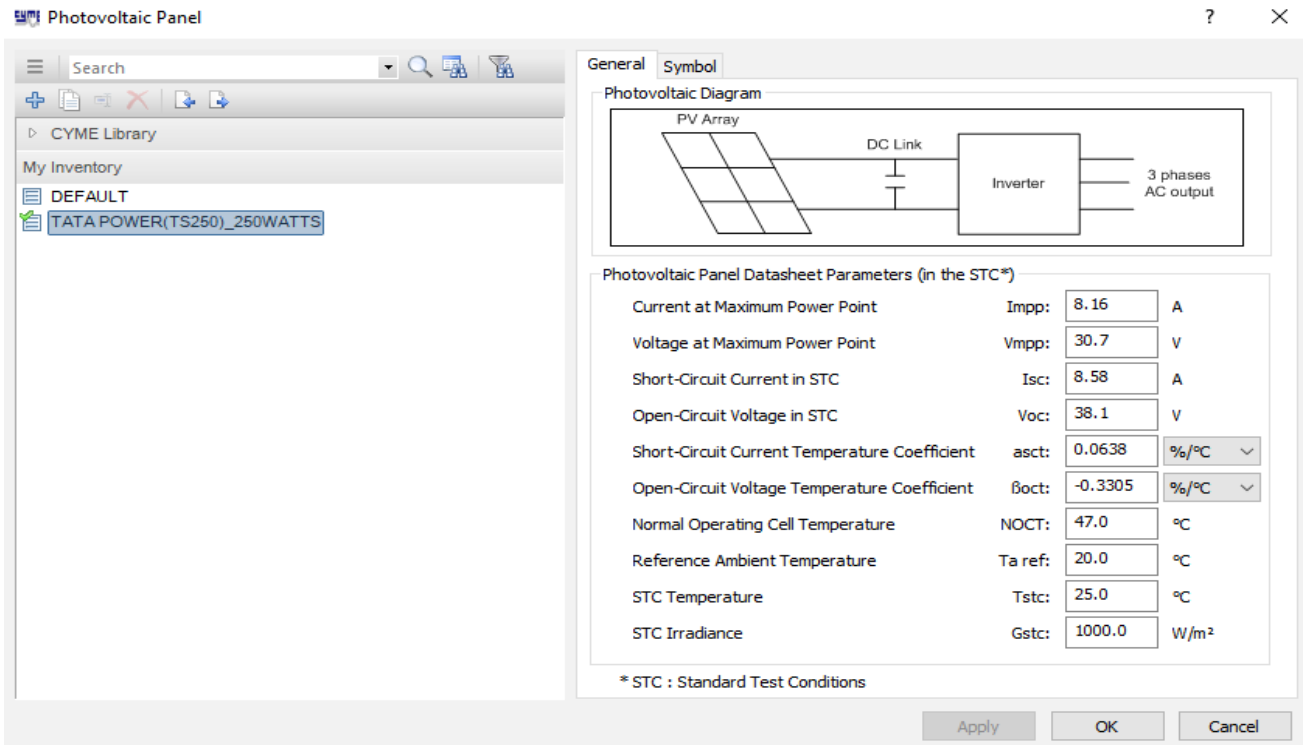 CYME Photovoltaic Panel ? ✕
Search
CYME Library
My Inventory
DEFAULT
TATA POWER(TS250)_250WATTS
General Symbol
Photovoltaic Diagram
PV Array
DC Link
Inverter
3 phases
AC output
Photovoltaic Panel Datasheet Parameters (in the STC*)
Current at Maximum Power Point Impp: 8.16 A
Voltage at Maximum Power Point Vmpp: 30.7 V
Short-Circuit Current in STC Isc: 8.58 A
Open-Circuit Voltage in STC Voc: 38.1 V
Short-Circuit Current Temperature Coefficient asct: 0.0638 %/°C
Open-Circuit Voltage Temperature Coefficient βoct: -0.3305 %/°C
Normal Operating Cell Temperature NOCT: 47.0 °C
Reference Ambient Temperature Ta ref: 20.0 °C
STC Temperature Tstc: 25.0 °C
STC Irradiance Gstc: 1000.0 W/m²
* STC : Standard Test Conditions
Apply OK Cancel